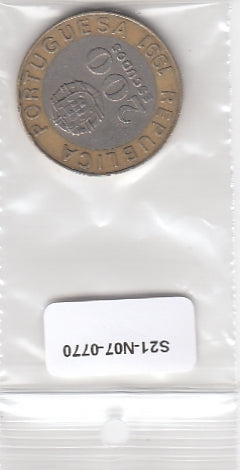 REPUBLICA PORTUGUESA 1991
200
ESCUDOS
S21-N07-0770